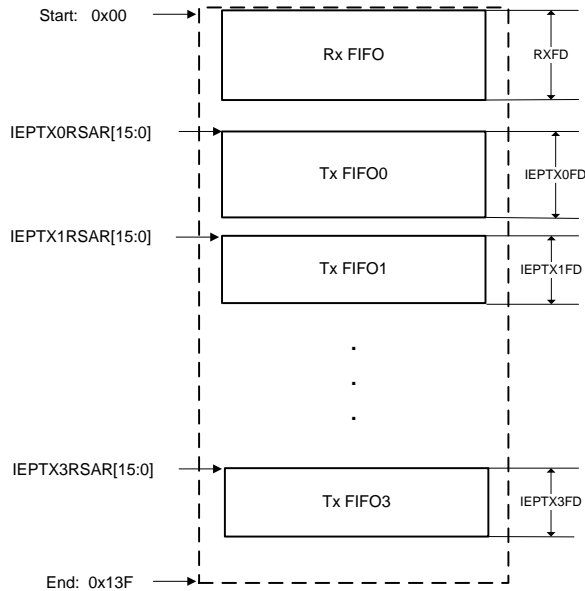 Start: 0x00
Rx FIFO
RXFD
IEPTX0RSAR[15:0]
Tx FIFO0
IEPTX0FD
IEPTX1RSAR[15:0]
Tx FIFO1
IEPTX1FD
.
.
.
IEPTX3RSAR[15:0]
Tx FIFO3
IEPTX3FD
End: 0x13F